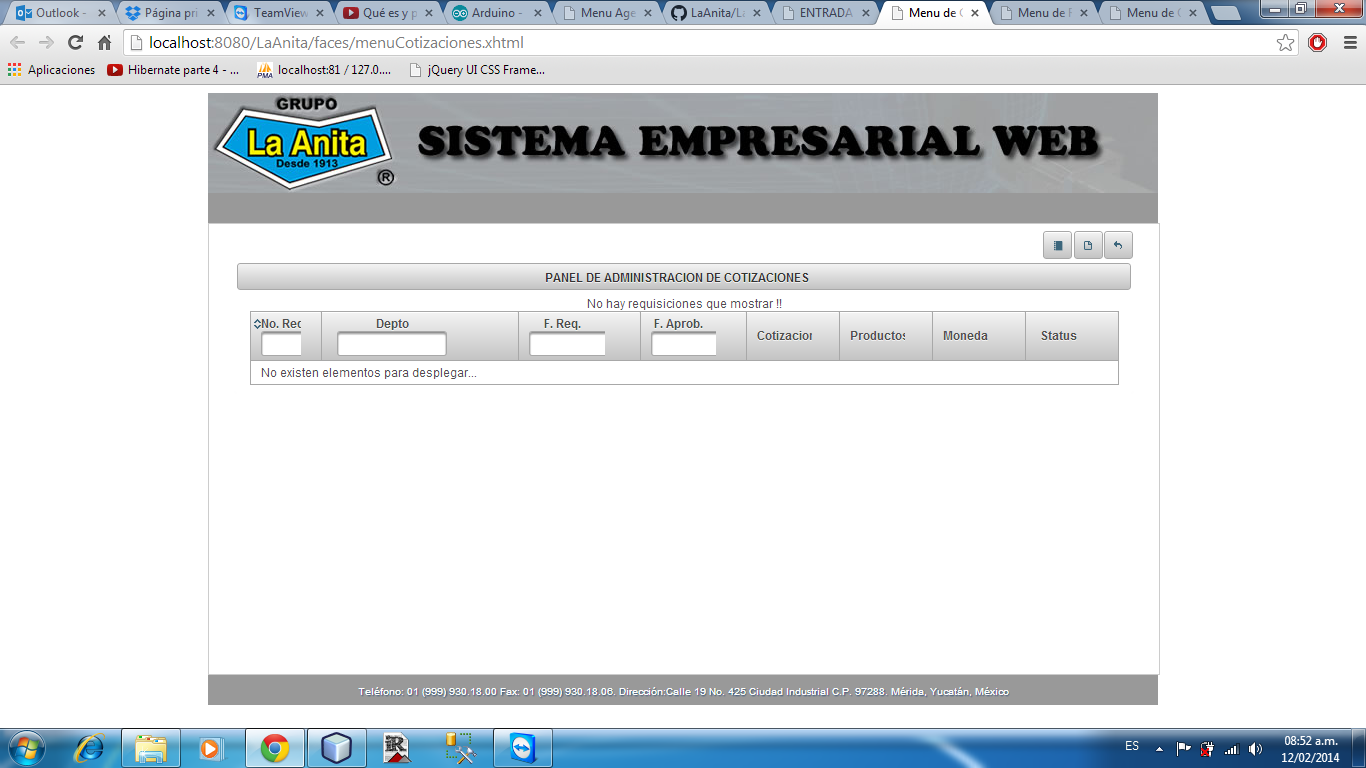 Outlook -
Página pri
TeamView
Qué es y p
Arduino -
Menu Age
LaAnita/La
ENTRADA
Menu de C
Menu de R
Menu de C
localhost:8080/LaAnita/faces/menuCotizaciones.xhtml
Aplicaciones
Hibernate parte 4 - ...
PMA
localhost:81 / 127.0....
jQuery UI CSS Frame...
GRUPO
La Anita
Desde 1913
®
SISTEMA EMPRESARIAL WEB
PANEL DE ADMINISTRACION DE COTIZACIONES
No hay requisiciones que mostrar !!
No. Req
Depto
F. Req.
F. Aprob.
Cotizacion
Productos
Moneda
Status
No existen elementos para desplegar...
Teléfono: 01 (999) 930.18.00 Fax: 01 (999) 930.18.06. Dirección:Calle 19 No. 425 Ciudad Industrial C.P. 97288. Mérida, Yucatán, México
ES
08:52 a.m.
12/02/2014